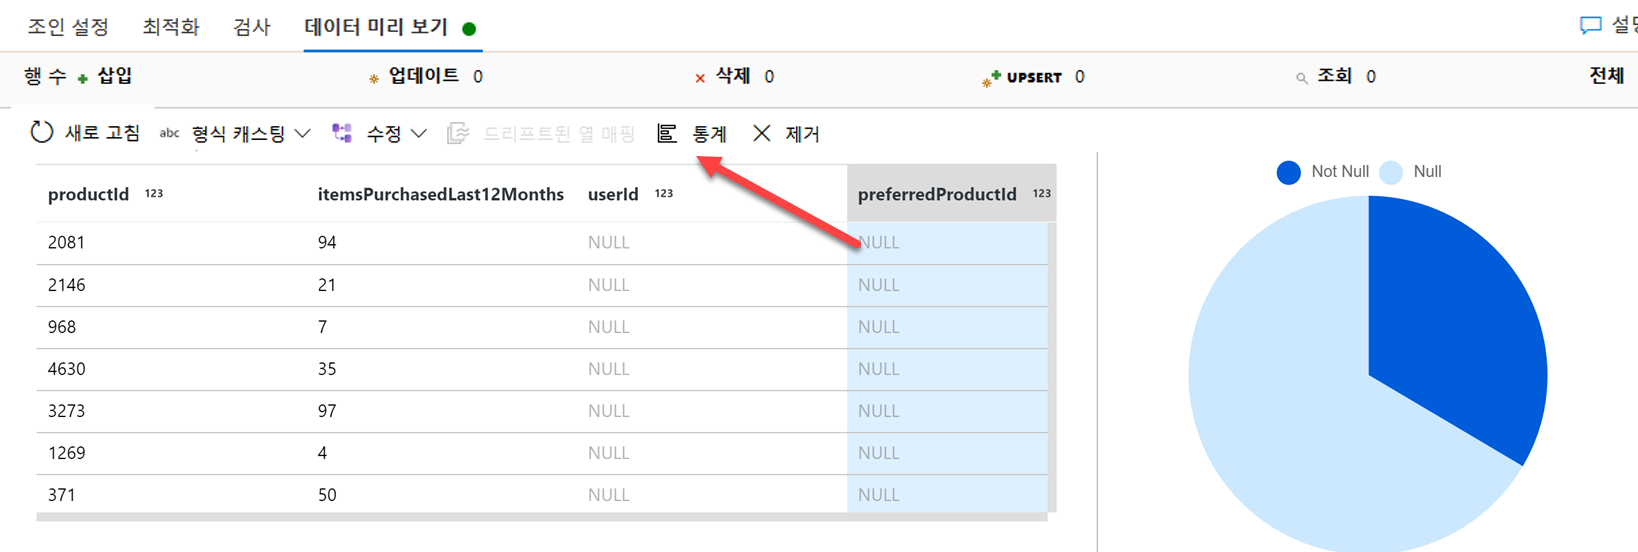 조인 설정 최적화 검사 데이터 미리 보기
행 수 삽입 업데이트 0 삭제 0 UPSERT 0 조회 0 전체
새로 고침 abc 형식 캐스팅 수정 드리프트된 열 매핑 통계 제거
Not Null Null
productId 123 itemsPurchasedLast12Months userId 123 preferredProductId 123
2081 94 NULL NULL
2146 21 NULL NULL
968 7 NULL NULL
4630 35 NULL NULL
3273 97 NULL NULL
1269 4 NULL NULL
371 50 NULL NULL